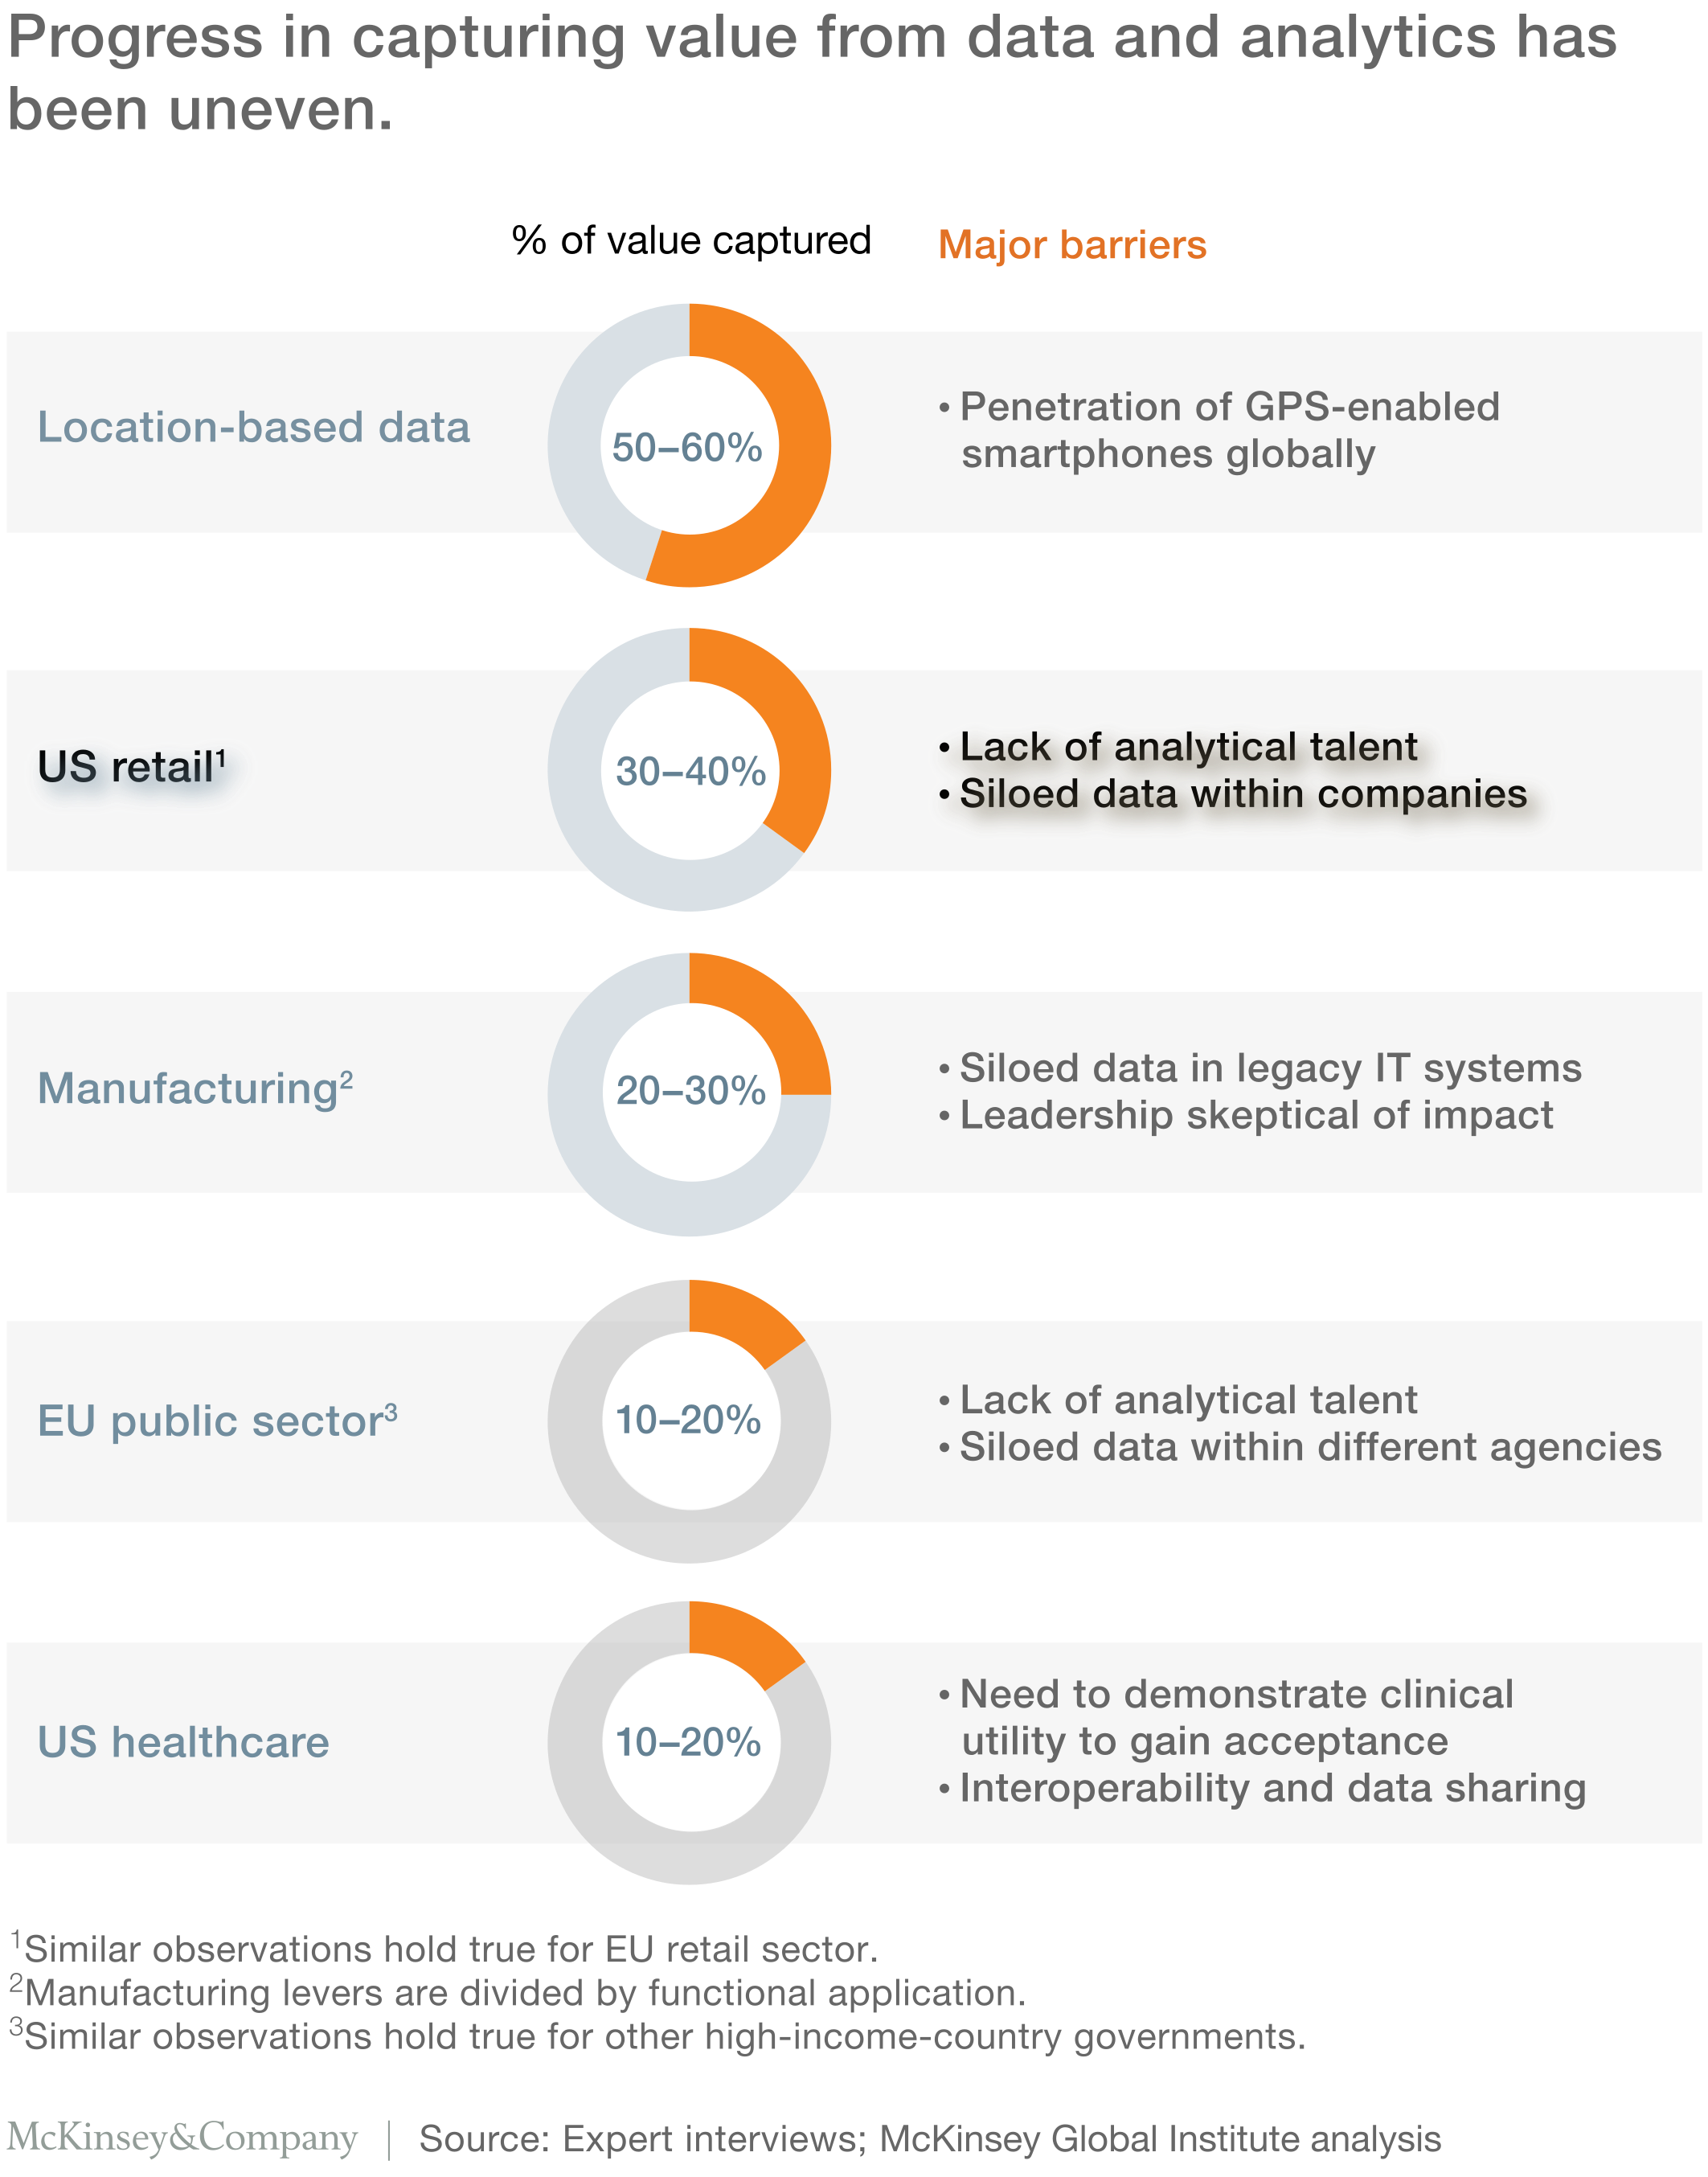 Progress in capturing value from data and analytics has
been uneven.
% of value captured
Major barriers
Location-based data
50–60%
• Penetration of GPS-enabled
smartphones globally
US retail¹
30–40%
• Lack of analytical talent
• Siloed data within companies
Manufacturing²
20–30%
• Siloed data in legacy IT systems
• Leadership skeptical of impact
EU public sector³
10–20%
• Lack of analytical talent
• Siloed data within different agencies
US healthcare
10–20%
• Need to demonstrate clinical
utility to gain acceptance
• Interoperability and data sharing
¹Similar observations hold true for EU retail sector.
²Manufacturing levers are divided by functional application.
³Similar observations hold true for other high-income-country governments.
McKinsey&Company | Source: Expert interviews; McKinsey Global Institute analysis